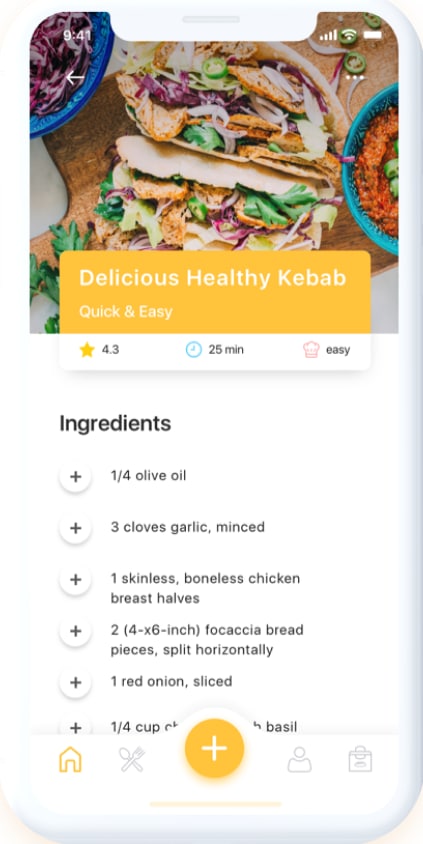 9:41
Delicious Healthy Kebab
Quick & Easy
4.3 25 min easy
Ingredients
+ 1/4 olive oil
+ 3 cloves garlic, minced
+ 1 skinless, boneless chicken
breast halves
+ 2 (4-x6-inch) focaccia bread
pieces, split horizontally
+ 1 red onion, sliced
+ 1/4 cup basil
+